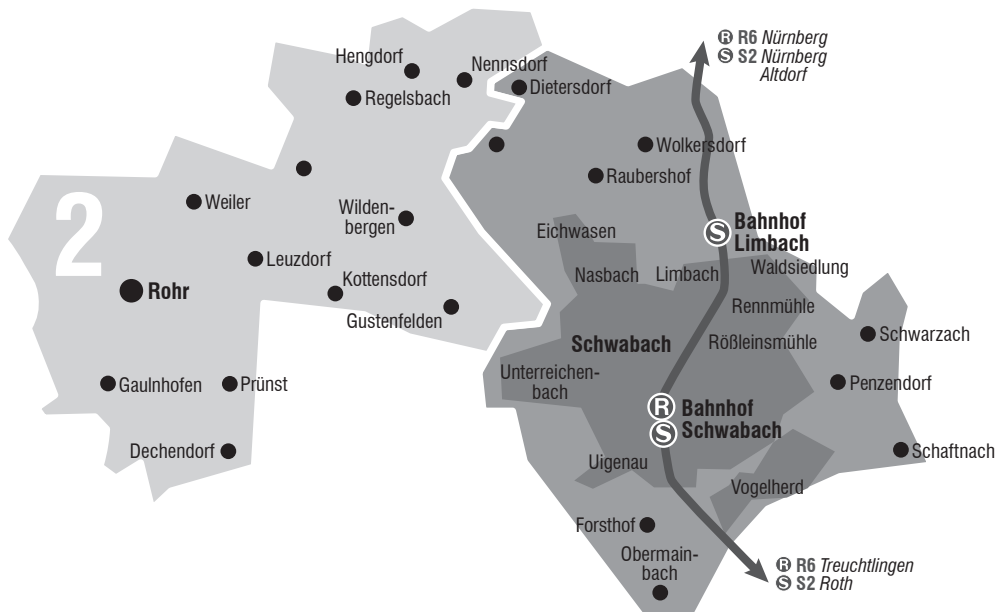 Ⓡ R6 Nürnberg
Ⓢ S2 Nürnberg
Altdorf
Hengdorf
Nennsdorf
Dietersdorf
Regelsbach
Wolkersdorf
Raubershof
2
Weiler
Wilden-
bergen
Eichwasen
Ⓢ Bahnhof
Limbach
Leuzdorf
Nasbach
Limbach
Waldsiedlung
Kottensdorf
Rohr
Rennmühle
Gustenfelden
Schwarzach
Schwabach
Rößleinsmühle
Unterreichen-
bach
Gaulnhofen
Prünst
Penzendorf
Ⓡ Bahnhof
Ⓢ Schwabach
Dechendorf
Schaftnach
Uigenau
Vogelherd
Forsthof
Obermain-
bach
Ⓡ R6 Treuchtlingen
Ⓢ S2 Roth